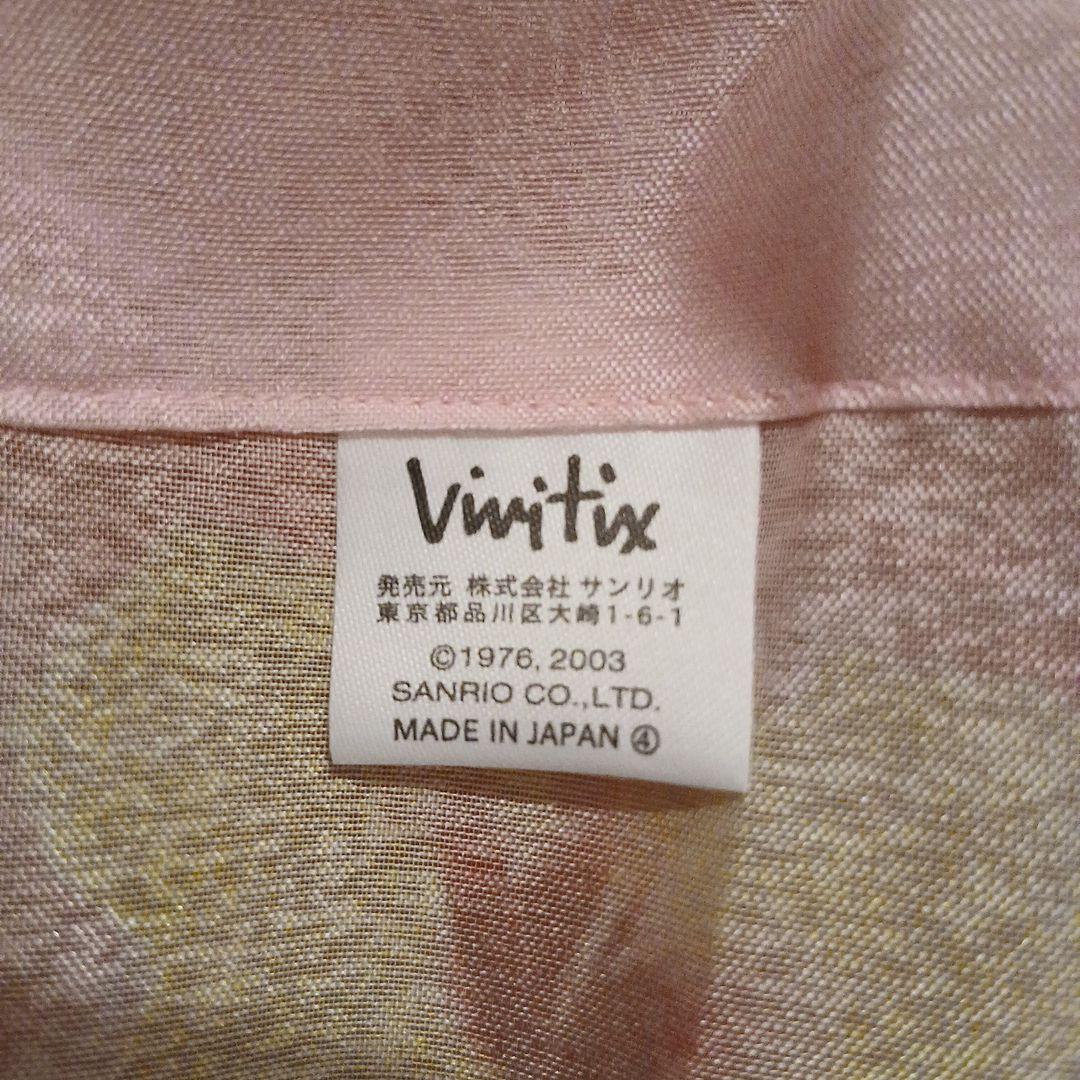 Vivitix
発売元 株式会社 サンリオ
東京都品川区大崎1-6-1
©1976, 2003
SANRIO CO.,LTD.
MADE IN JAPAN ④